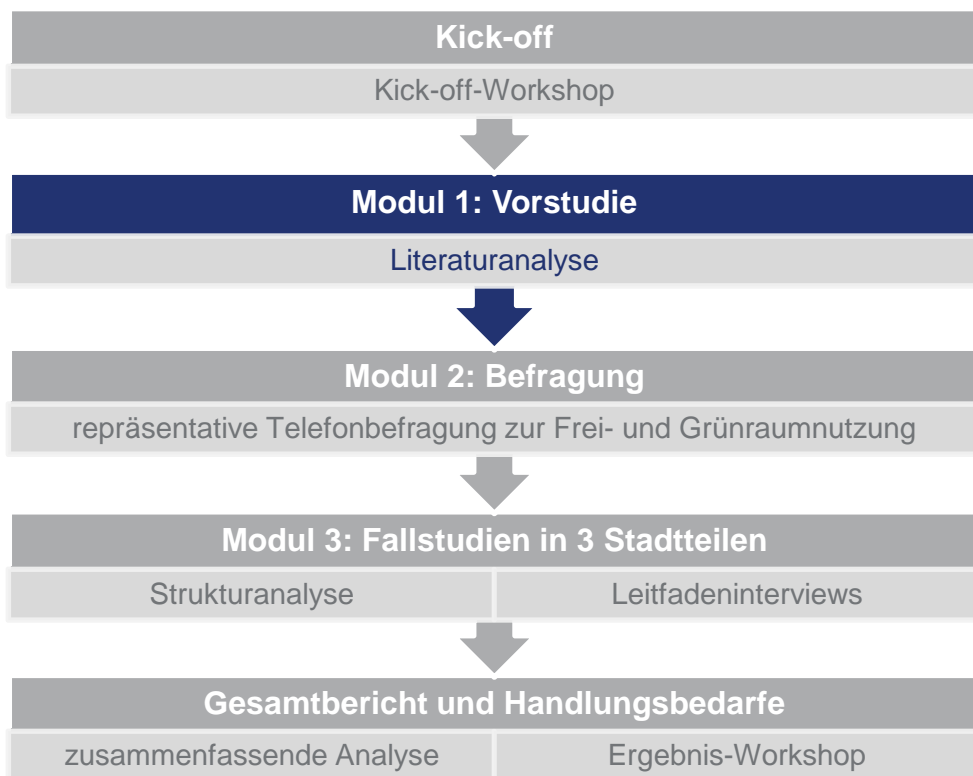 Kick-off
Kick-off-Workshop
Modul 1: Vorstudie
Literaturanalyse
Modul 2: Befragung
repräsentative Telefonbefragung zur Frei- und Grünraumnutzung
Modul 3: Fallstudien in 3 Stadtteilen
Strukturanalyse
Leitfadeninterviews
Gesamtbericht und Handlungsbedarfe
zusammenfassende Analyse
Ergebnis-Workshop